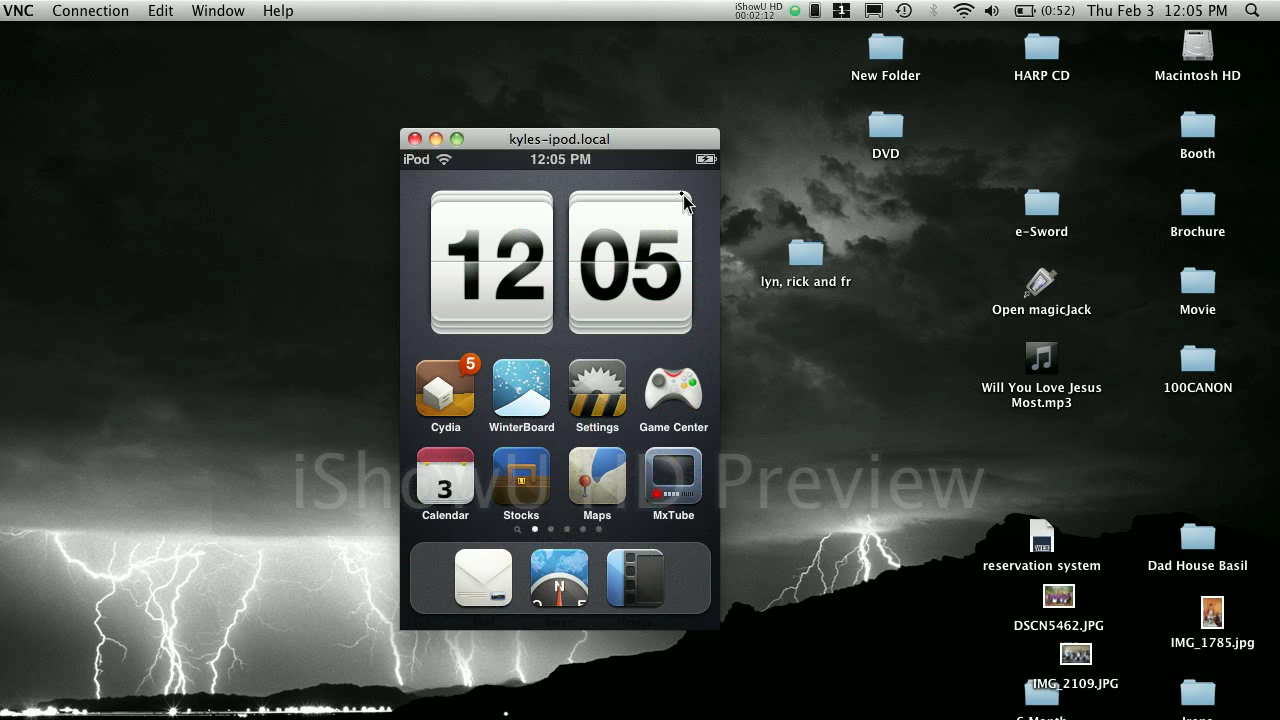 VNC Connection Edit Window Help
iShowU HD
00:02:12
1
(0:52) Thu Feb 3 12:05 PM
New Folder
HARP CD
Macintosh HD
DVD
Booth
e-Sword
Brochure
lyn, rick and fr
Open magicJack
Movie
Will You Love Jesus
Most.mp3
100CANON
kyles-ipod.local
iPod
12:05 PM
12 05
5
Cydia WinterBoard Settings Game Center
3
Calendar Stocks Maps MxTube
N
iShowU HD Preview
WEB
reservation system
Dad House Basil
DSCN5462.JPG
IMG_1785.jpg
IMG_2109.JPG